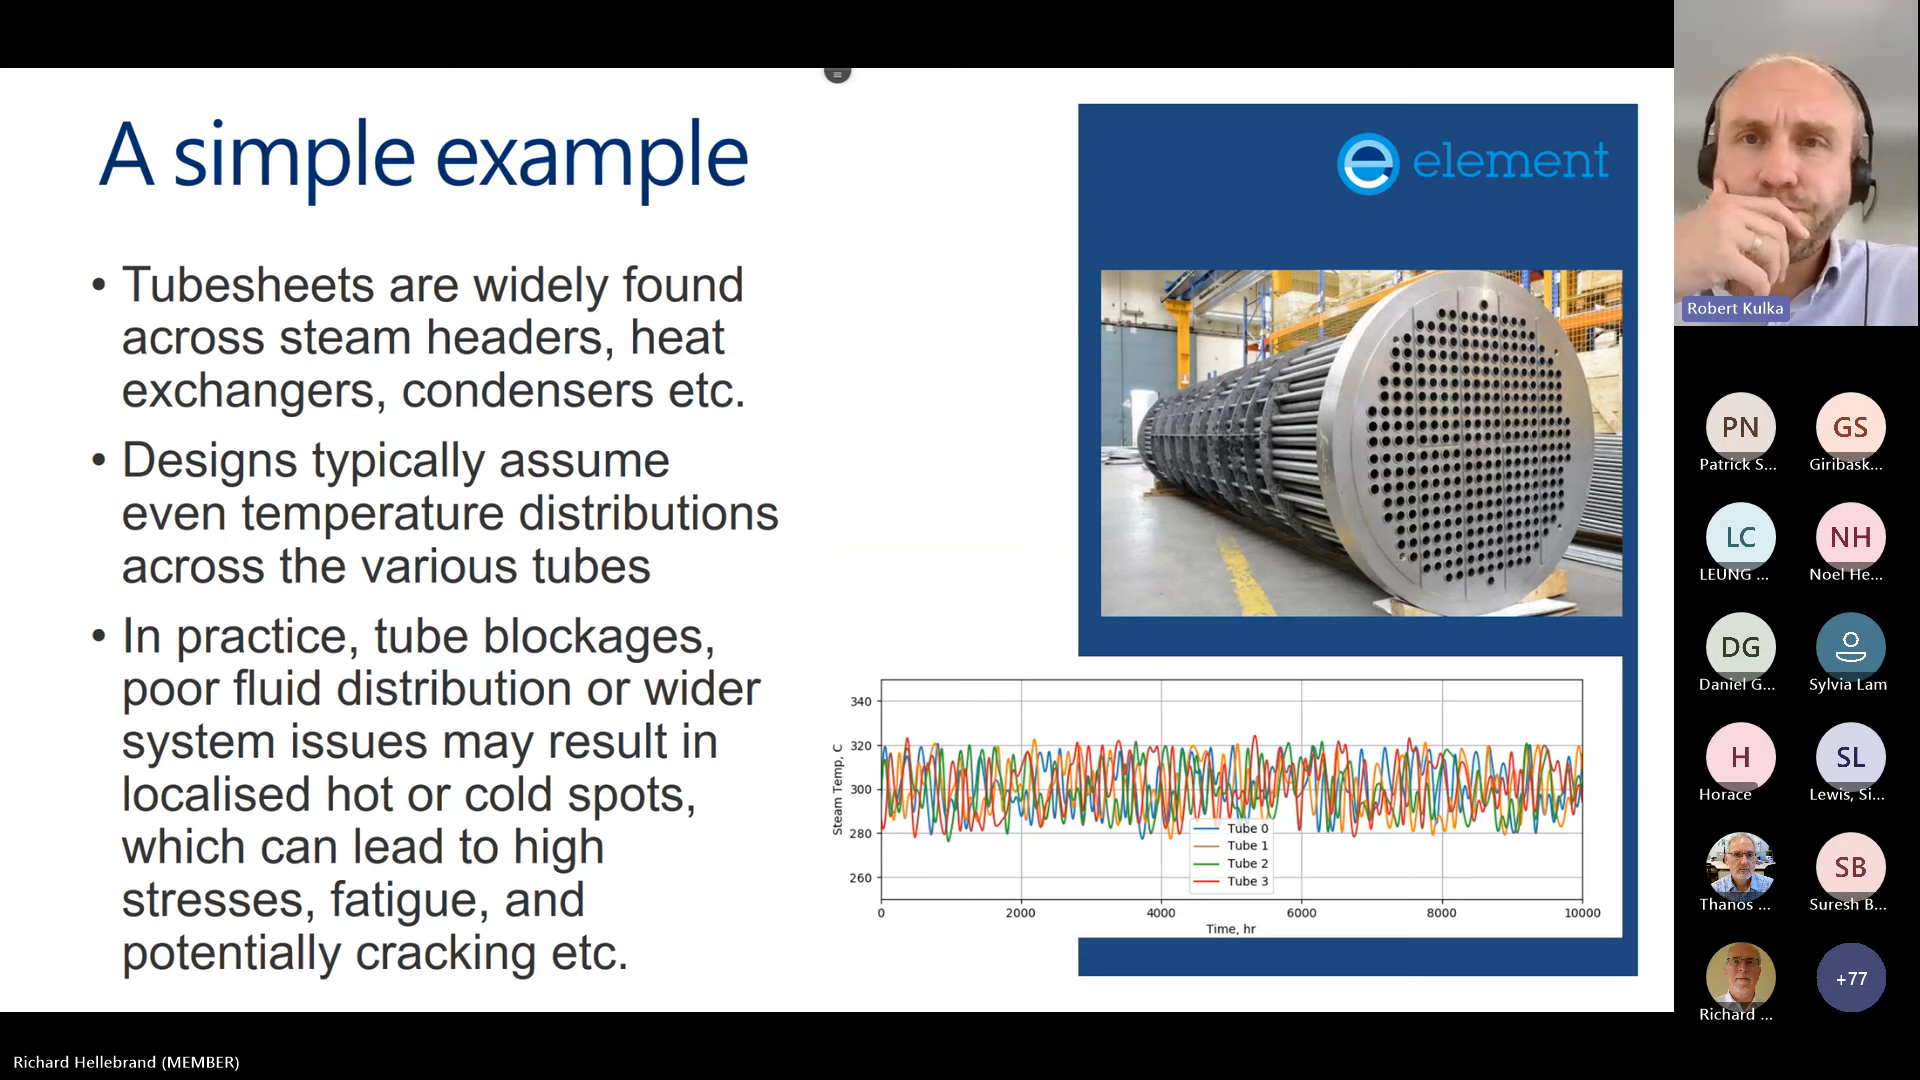 A simple example
• Tubesheets are widely found
across steam headers, heat
exchangers, condensers etc.
• Designs typically assume
even temperature distributions
across the various tubes
• In practice, tube blockages,
poor fluid distribution or wider
system issues may result in
localised hot or cold spots,
which can lead to high
stresses, fatigue, and
potentially cracking etc.
e element
340
320
300
280
260
Steam Temp, C
Tube 0
Tube 1
Tube 2
Tube 3
0 2000 4000 6000 8000 10000
Time, hr
Robert Kulka
PN GS
Patrick S... Giribask...
LC NH
LEUNG ... Noel He...
DG
Daniel G... Sylvia Lam
H SL
Horace Lewis, Si...
SB
Thanos ... Suresh B...
+77
Richard ...
Richard Hellebrand (MEMBER)